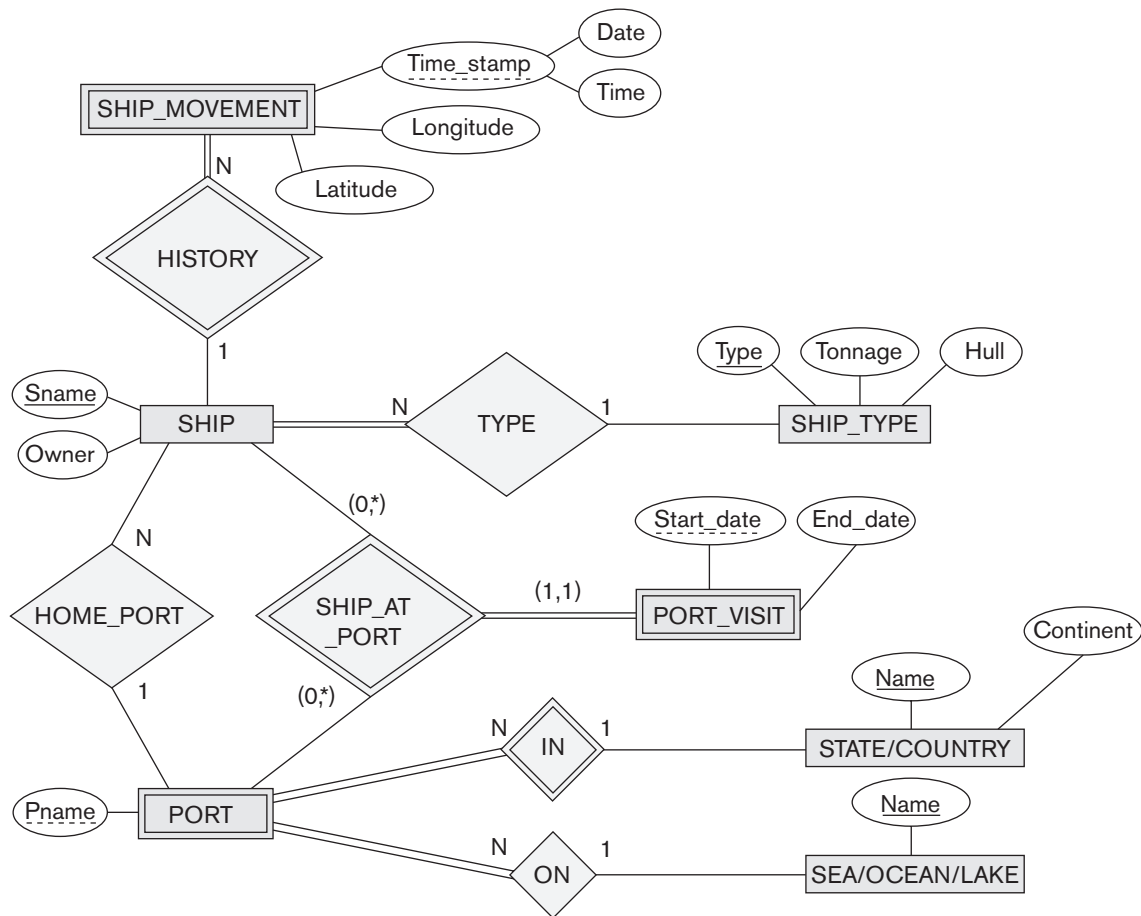 Date
Time_stamp
Time
SHIP_MOVEMENT
Longitude
N
Latitude
HISTORY
1
Type
Tonnage
Hull
Sname
N
TYPE
1
SHIP
SHIP_TYPE
Owner
(0,*)
Start_date
End_date
N
HOME_PORT
SHIP_AT
_PORT
(1,1)
PORT_VISIT
Continent
1
(0,*)
Name
N
IN
1
STATE/COUNTRY
Pname
PORT
Name
N
ON
1
SEA/OCEAN/LAKE